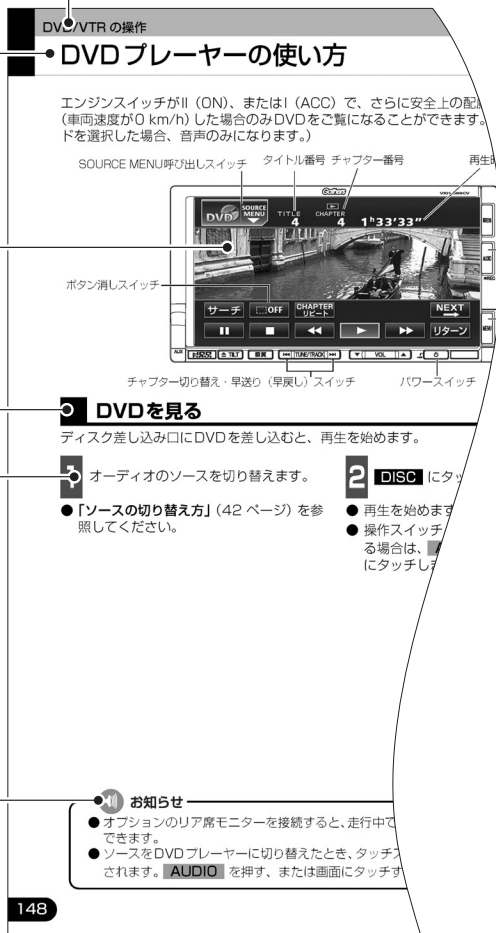 DVD/VTR の操作
DVDプレーヤーの使い方
エンジンスイッチがⅡ（ON）、またはⅠ（ACC）で、さらに安全上の配
（車両速度が0 km/h）した場合のみDVDをご覧になることができます。
ドを選択した場合、音声のみになります。）
SOURCE MENU呼び出しスイッチ タイトル番号 チャプター番号 再生
Gathers
DVD SOURCE MENU TITLE 4 CHAPTER 4 1h33'33"
ボタン消しスイッチ
サーチ OFF CHAPTER リピート NEXT
リターン
AUX TILT TUNE/TRACK VOL
チャプター切り替え・早送り（早戻し）スイッチ パワースイッチ
DVDを見る
ディスク差し込み口にDVDを差し込むと、再生を始めます。
1 オーディオのソースを切り替えます。
●「ソースの切り替え方」（42 ページ）を参
照してください。
2 DISC にタッ
● 再生を始めます
● 操作スイッチ
る場合は、
にタッチしま
お知らせ
● オプションのリア席モニターを接続すると、走行中で
できます。
● ソースをDVDプレーヤーに切り替えたとき、タッチ
されます。 AUDIO を押す、または画面にタッチす
148